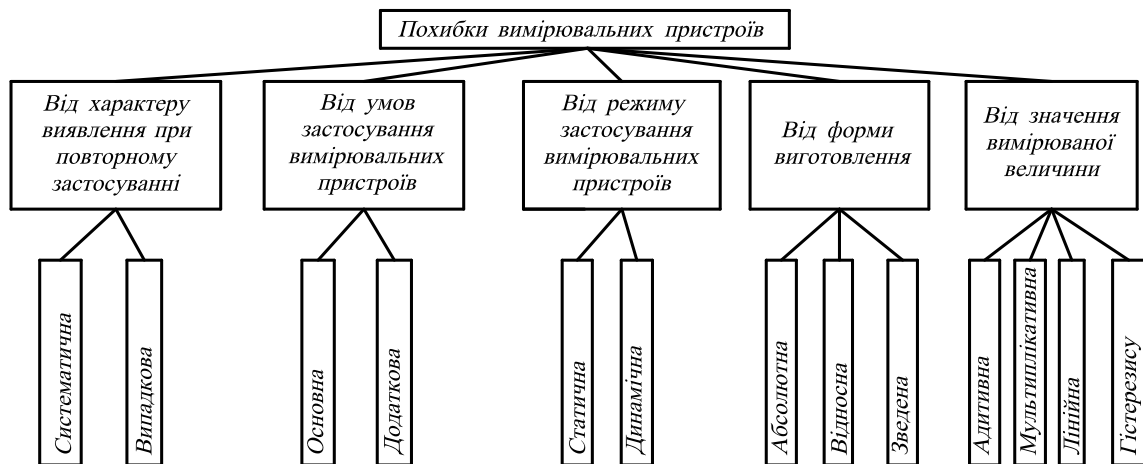 Похибки вимірювальних пристроїв
Від характеру
виявлення при
повторному
застосуванні
Від умов
застосування
вимірювальних
пристроїв
Від режиму
застосування
вимірювальних
пристроїв
Від форми
виготовлення
Від значення
вимірюваної
величини
Систематична
Випадкова
Основна
Додаткова
Статична
Динамічна
Абсолютна
Відносна
Зведена
Адитивна
Мультиплікативна
Лінійна
Гістерезису